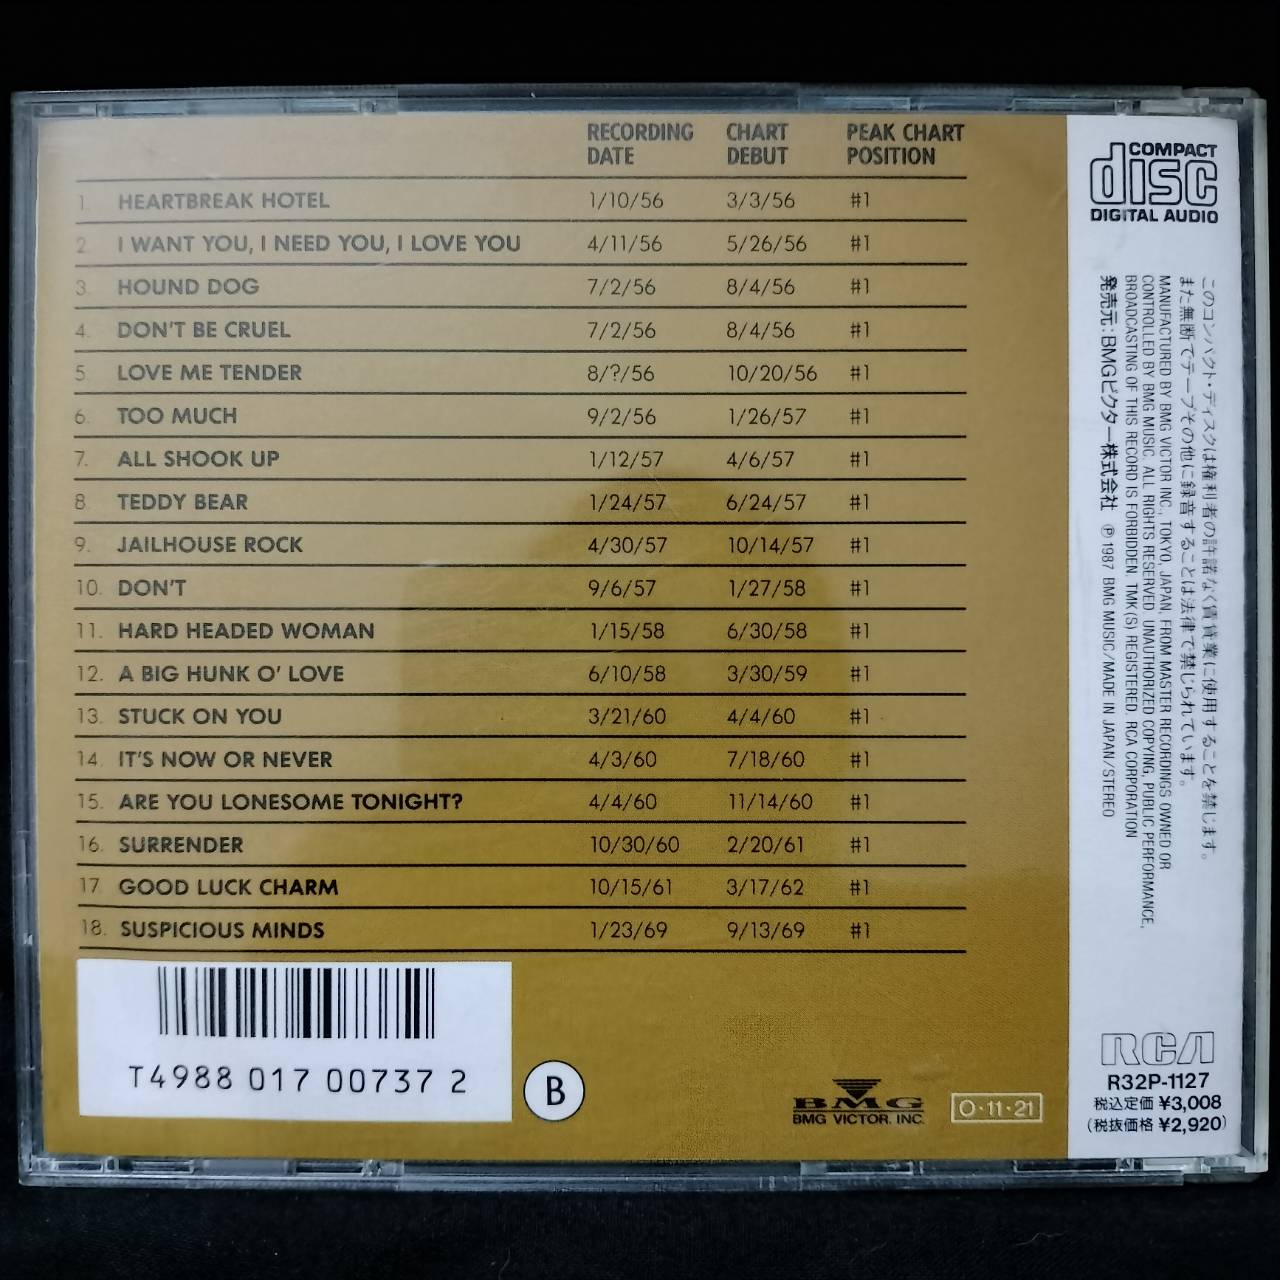 RECORDING DATE CHART DEBUT PEAK CHART POSITION
1. HEARTBREAK HOTEL 1/10/56 3/3/56 #1
2. I WANT YOU, I NEED YOU, I LOVE YOU 4/11/56 5/26/56 #1
3. HOUND DOG 7/2/56 8/4/56 #1
4. DON'T BE CRUEL 7/2/56 8/4/56 #1
5. LOVE ME TENDER 8/?/56 10/20/56 #1
6. TOO MUCH 9/2/56 1/26/57 #1
7. ALL SHOOK UP 1/12/57 4/6/57 #1
8. TEDDY BEAR 1/24/57 6/24/57 #1
9. JAILHOUSE ROCK 4/30/57 10/14/57 #1
10. DON'T 9/6/57 1/27/58 #1
11. HARD HEADED WOMAN 1/15/58 6/30/58 #1
12. A BIG HUNK O' LOVE 6/10/58 3/30/59 #1
13. STUCK ON YOU 3/21/60 4/4/60 #1
14. IT'S NOW OR NEVER 4/3/60 7/18/60 #1
15. ARE YOU LONESOME TONIGHT? 4/4/60 11/14/60 #1
16. SURRENDER 10/30/60 2/20/61 #1
17. GOOD LUCK CHARM 10/15/61 3/17/62 #1
18. SUSPICIOUS MINDS 1/23/69 9/13/69 #1
T4988 017 00737 2
B
BMG
BMG VICTOR, INC.
O·11·21
COMPACT
disc
DIGITAL AUDIO
このコンパクト・ディスクは権利者の許諾なく賃貸業に使用することを禁じます。
また無断でテープその他に録音することは法律で禁じられています。
MANUFACTURED BY BMG VICTOR INC., TOKYO, JAPAN, FROM MASTER RECORDINGS OWNED OR
CONTROLLED BY BMG MUSIC. ALL RIGHTS RESERVED. UNAUTHORIZED COPYING, PUBLIC PERFORMANCE,
BROADCASTING OF THIS RECORD IS FORBIDDEN. TMK(S) REGISTERED. RCA CORPORATION
発売元:BMGビクター株式会社 ℗1987 BMG MUSIC/MADE IN JAPAN/STEREO
RCA
R32P-1127
税込定価 ¥3,008
(税抜価格 ¥2,920)